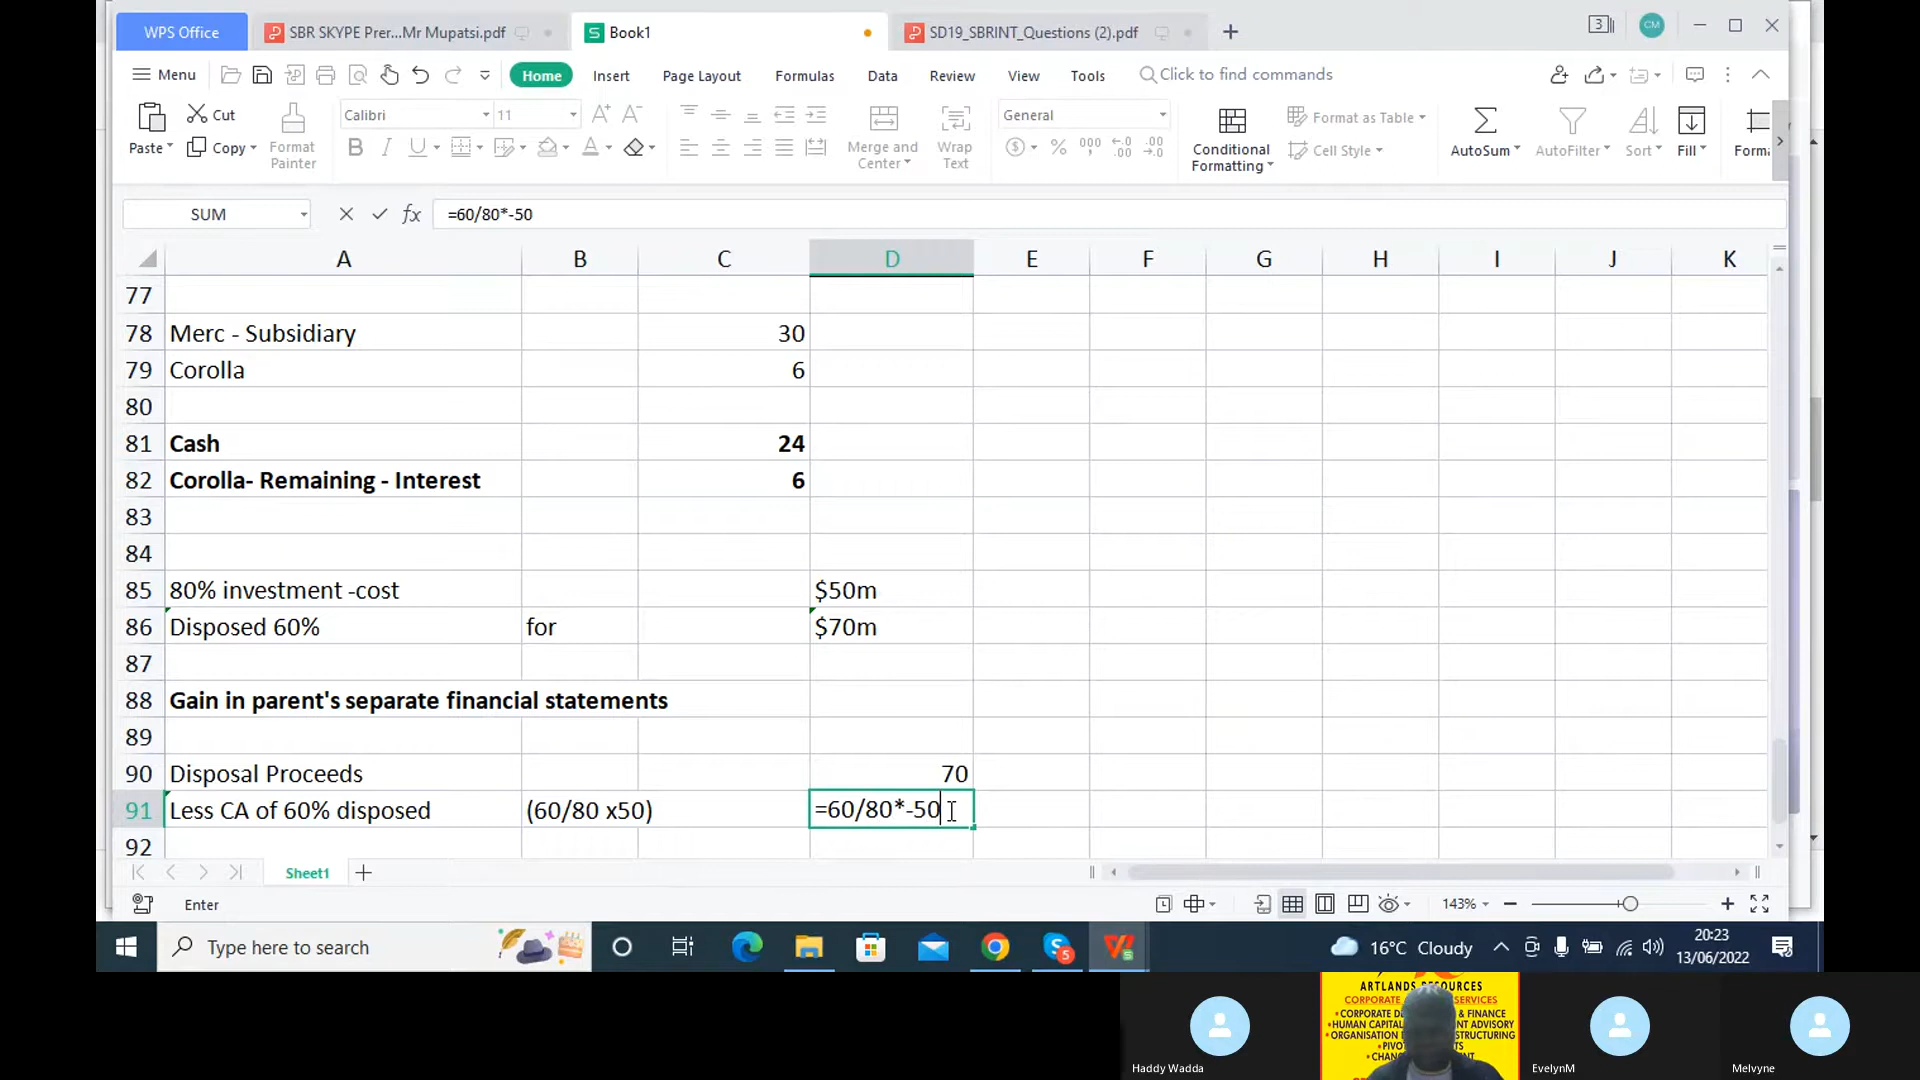 WPS Office
SBR SKYPE Prer...Mr Mupatsi.pdf
Book1
SD19_SBRINT_Questions (2).pdf
3
CM
Menu
Home
Insert
Page Layout
Formulas
Data
Review
View
Tools
Click to find commands
Paste
Cut
Copy
Format
Painter
Calibri
11
Merge and
Center
Wrap
Text
General
Conditional
Formatting
Format as Table
Cell Style
AutoSum
AutoFilter
Sort
Fill
Forma
SUM
=60/80*-50
A B C D E F G H I J K
77
78 Merc - Subsidiary 30
79 Corolla 6
80
81 Cash 24
82 Corolla- Remaining - Interest 6
83
84
85 80% investment -cost $50m
86 Disposed 60% for $70m
87
88 Gain in parent's separate financial statements
89
90 Disposal Proceeds 70
91 Less CA of 60% disposed (60/80 x50) =60/80*-50
92
Sheet1
Enter
143%
Type here to search
5
16°C Cloudy
20:23
13/06/2022
ARTLANDS RESOURCES
Haddy Wadda
EvelynM
Melvyne